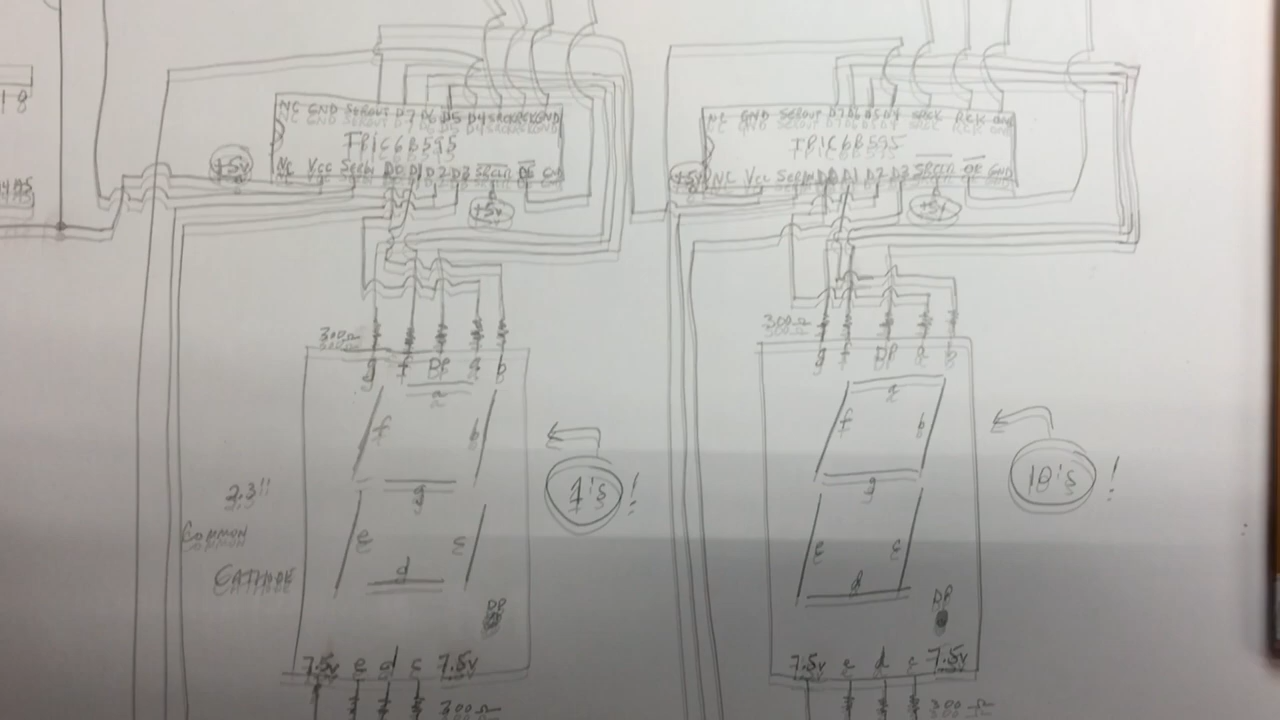 18
NC GND SEROUT D7 D6 D5 D4 SRCK RCK GND
TPIC6B595
NC VCC SERIN D0 D1 D2 D3 SRCLR OE GND
+5v
+5v
NC GND SEROUT D7 D6 D5 D4 SRCK RCLK GND
TPIC6B595
NC VCC SERIN D0 D1 D2 D3 SRCLR OE GND
+5v
+5v
300Ω
g f DP a b
a
f b
g
e c
d
DP
7.5v e d c 7.5v
300Ω
2.3"
COMMON
CATHODE
1's!
300Ω
g f DP a b
a
f b
g
e c
d
DP
7.5v e d c 7.5v
300Ω
10's!